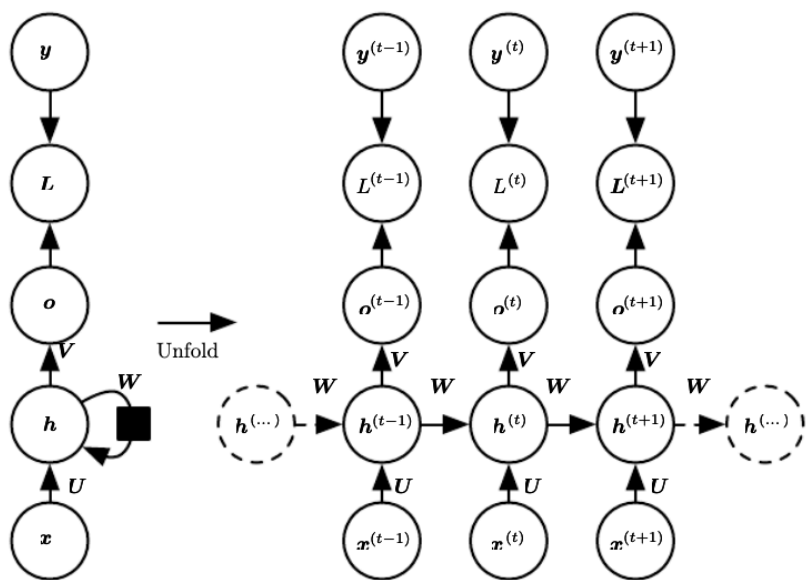 y y^(t−1) y^(t) y^(t+1)
L L^(t−1) L^(t) L^(t+1)
o o^(t−1) o^(t) o^(t+1)
Unfold
V V V V
W W W W W
h h^(...) h^(t−1) h^(t) h^(t+1) h^(...)
U U U U
x x^(t−1) x^(t) x^(t+1)